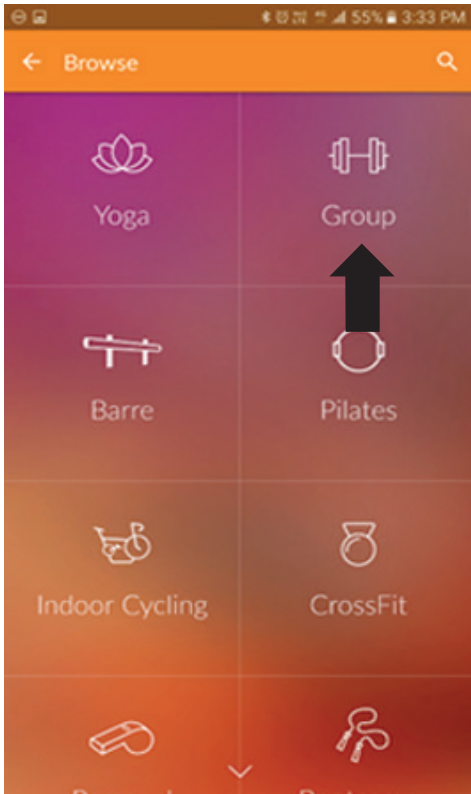 55% 3:33 PM
Browse
Yoga
Group
Barre
Pilates
Indoor Cycling
CrossFit